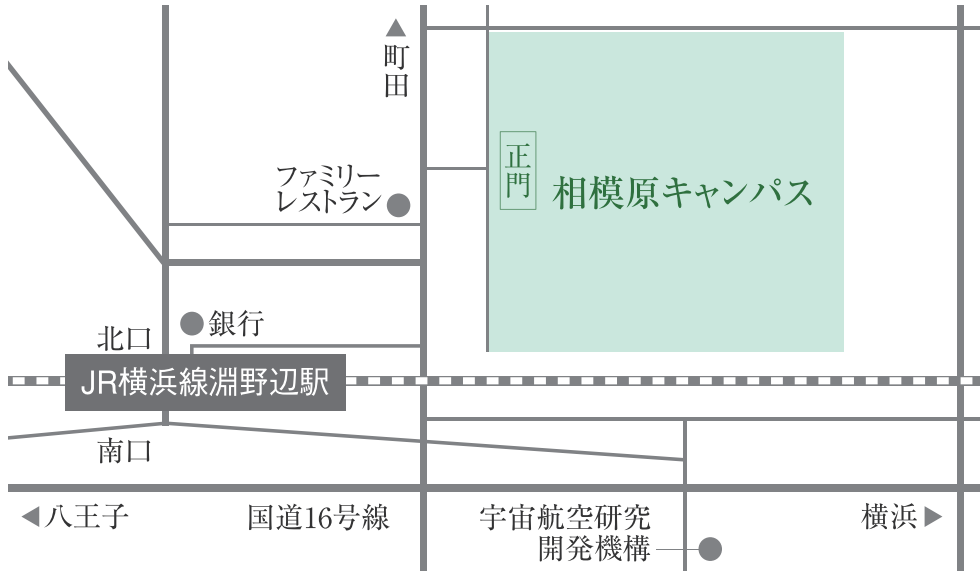 町田
ファミリー
レストラン
正門
相模原キャンパス
銀行
北口
JR横浜線淵野辺駅
南口
八王子
国道16号線
宇宙航空研究
開発機構
横浜